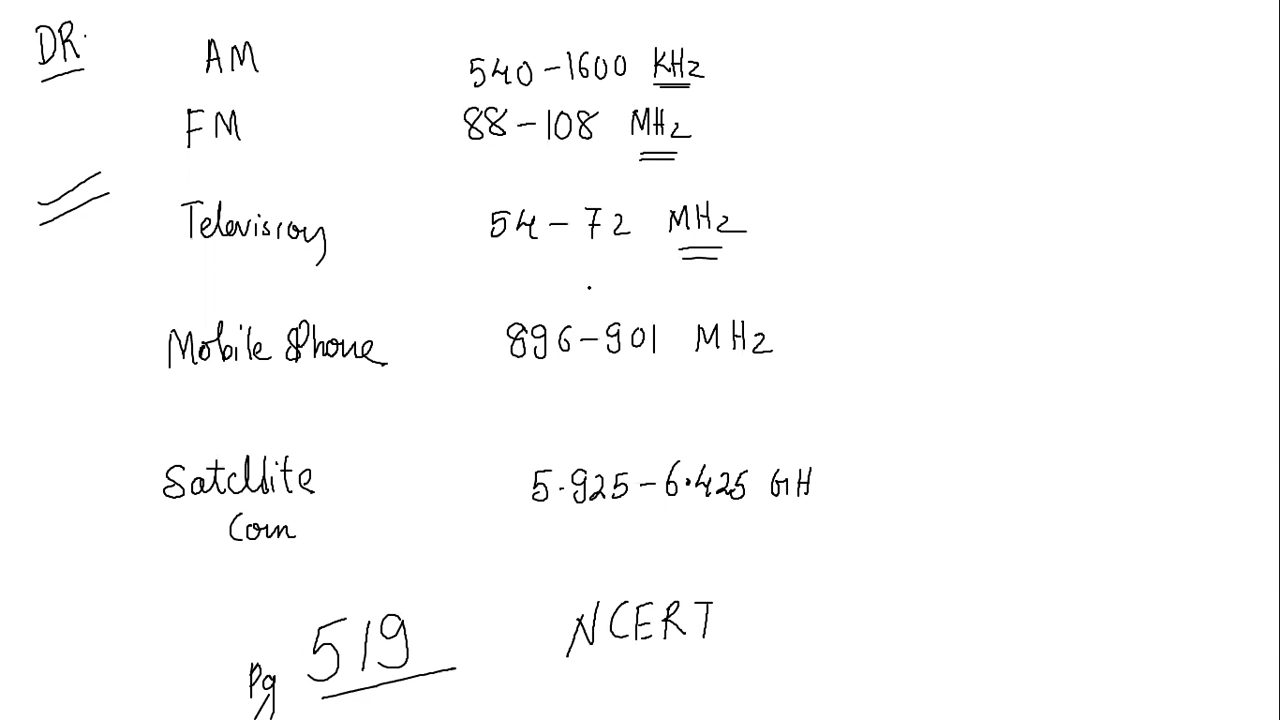 DR.
AM 540-1600 KHz
FM 88-108 MHz
Television 54-72 MHz
Mobile Phone 896-901 MHz
Satellite 5.925-6.425 GH
Com
Pg 519 NCERT